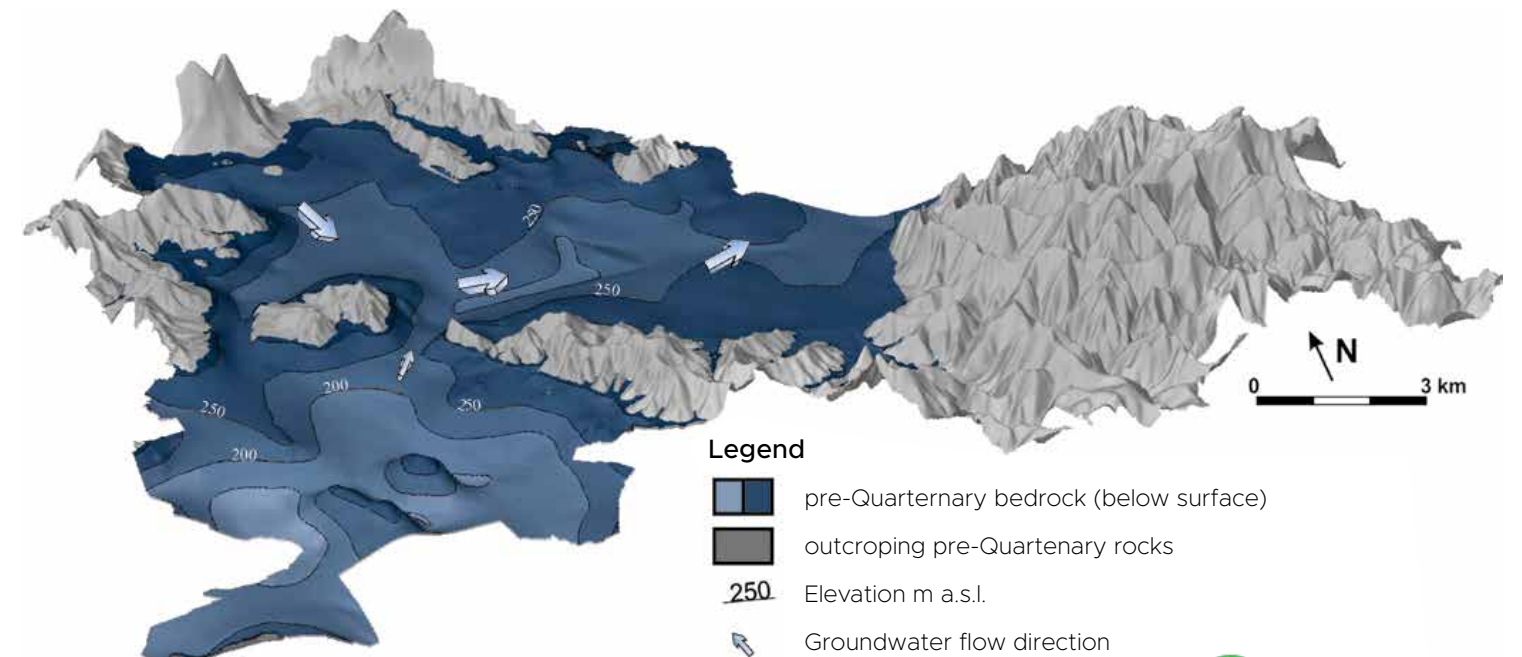 250
250
200
250
250
200
N
0 3 km
Legend
pre-Quarternary bedrock (below surface)
outcroping pre-Quartenary rocks
250 Elevation m a.s.l.
Groundwater flow direction